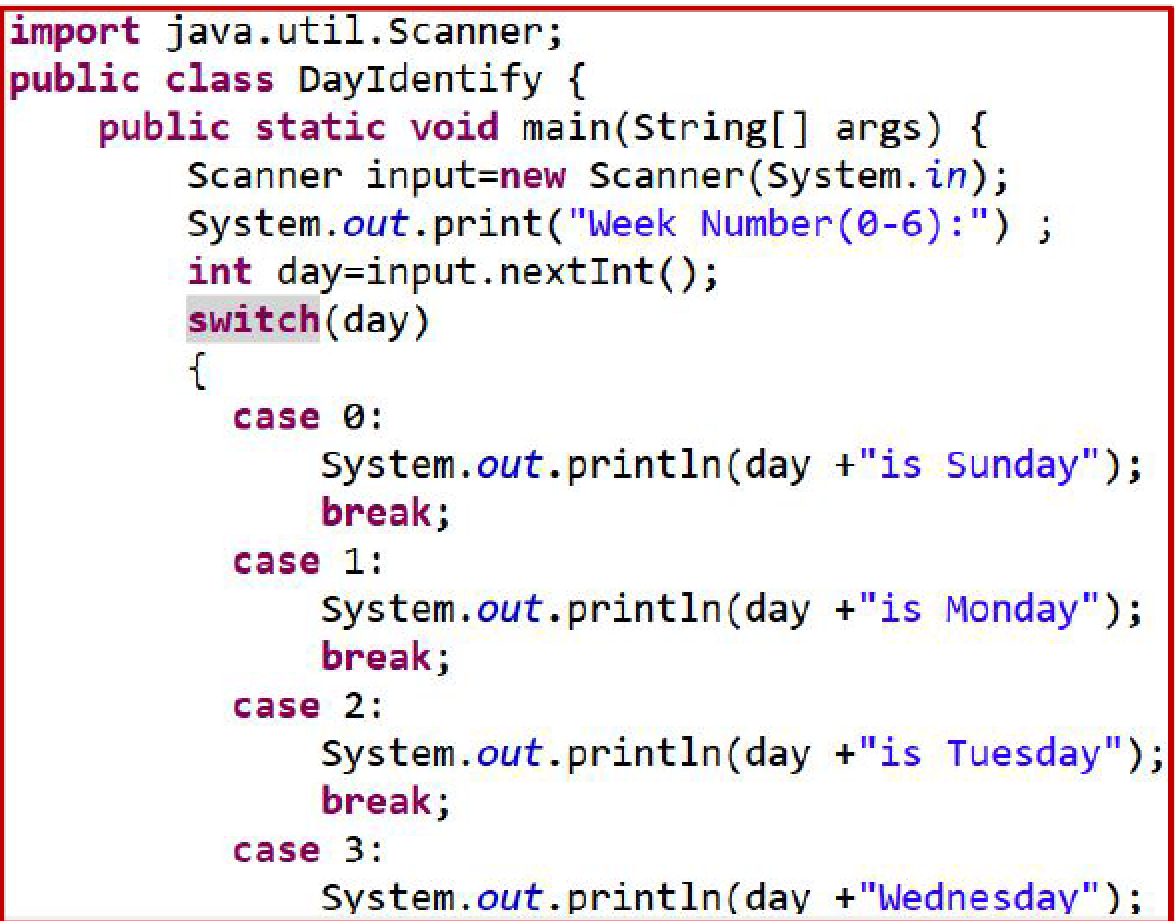 import java.util.Scanner;
public class DayIdentify {
public static void main(String[] args) {
Scanner input=new Scanner(System.in);
System.out.print("Week Number(0-6):") ;
int day=input.nextInt();
switch(day)
{
case 0:
System.out.println(day +"is Sunday");
break;
case 1:
System.out.println(day +"is Monday");
break;
case 2:
System.out.println(day +"is Tuesday");
break;
case 3:
System.out.println(day +"Wednesday");